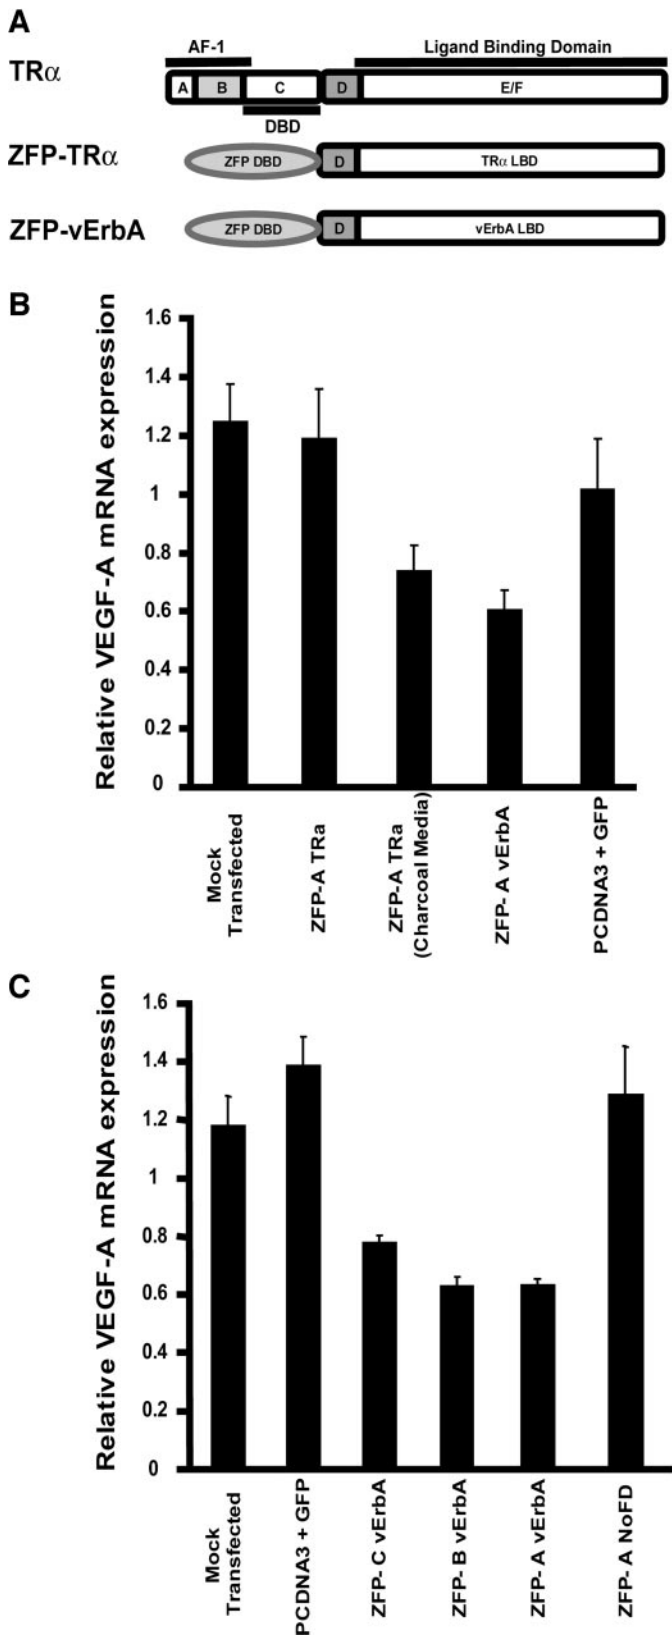 A
AF-1
Ligand Binding Domain
TRα
A
B
C
D
E/F
DBD
ZFP-TRα
ZFP DBD
D
TRα LBD
ZFP-vErbA
ZFP DBD
D
vErbA LBD
B
Relative VEGF-A mRNA expression
1.6
1.4
1.2
1
0.8
0.6
0.4
0.2
0
Mock
Transfected
ZFP-A TRa
ZFP-A TRa
(Charcoal Media)
ZFP- A vErbA
PCDNA3 + GFP
C
Relative VEGF-A mRNA expression
1.6
1.4
1.2
1
0.8
0.6
0.4
0.2
0
Mock
Transfected
PCDNA3 + GFP
ZFP- C vErbA
ZFP- B vErbA
ZFP- A vErbA
ZFP- A NoFD